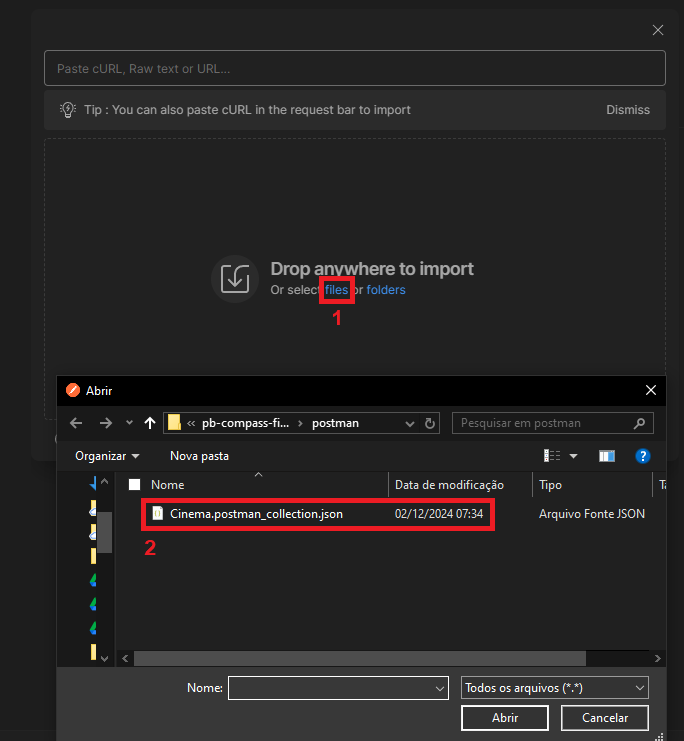 Paste cURL, Raw text or URL...
Tip : You can also paste cURL in the request bar to import
Dismiss
Drop anywhere to import
Or select files or folders
1
Abrir
pb-compass-fi...
postman
Pesquisar em postman
Organizar
Nova pasta
Nome
Data de modificação
Tipo
Cinema.postman_collection.json
02/12/2024 07:34
Arquivo Fonte JSON
2
Nome:
Todos os arquivos (*.*)
Abrir
Cancelar